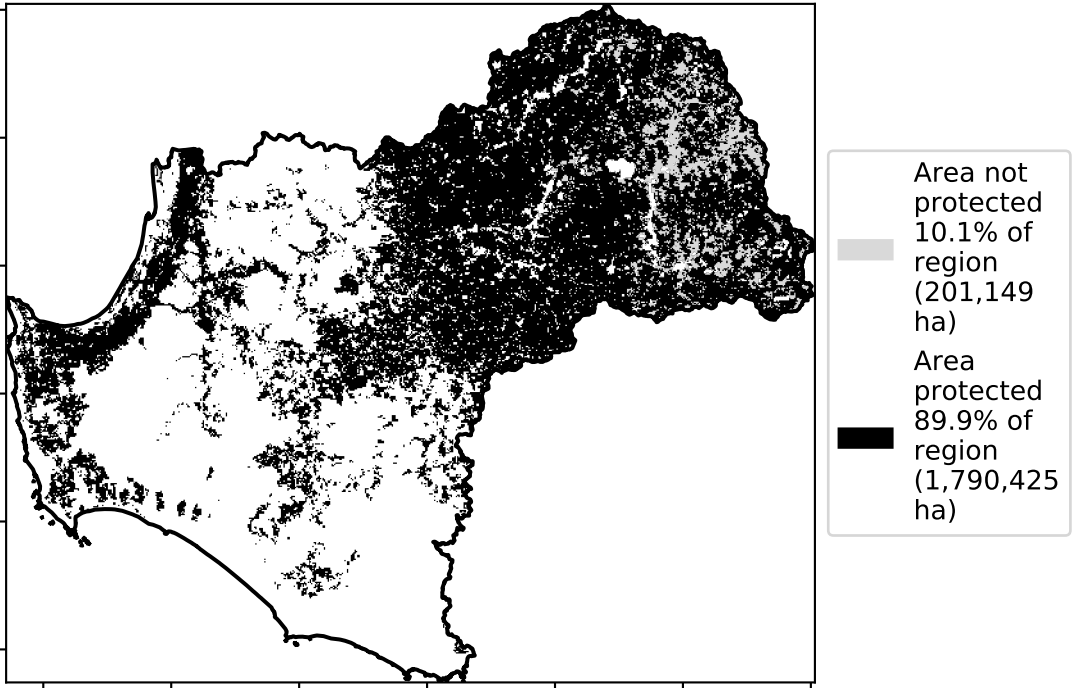 Area not
protected
10.1% of
region
(201,149
ha)
Area
protected
89.9% of
region
(1,790,425
ha)